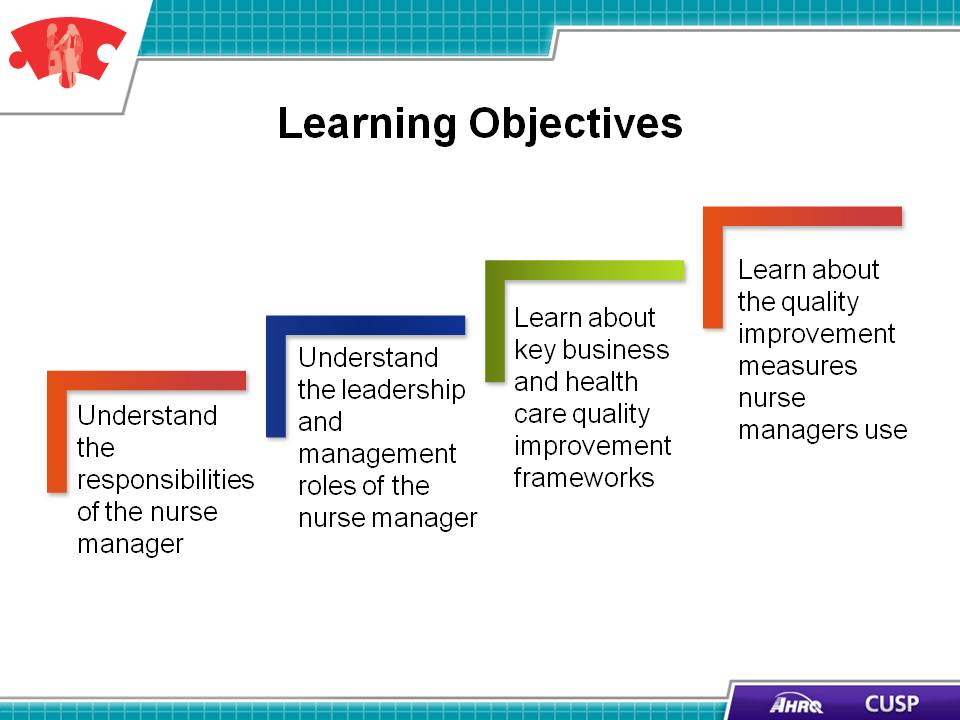 Learning Objectives
Understand
the
responsibilities
of the nurse
manager
Understand
the leadership
and
management
roles of the
nurse manager
Learn about
key business
and health
care quality
improvement
frameworks
Learn about
the quality
improvement
measures
nurse
managers use
AHRQ
CUSP